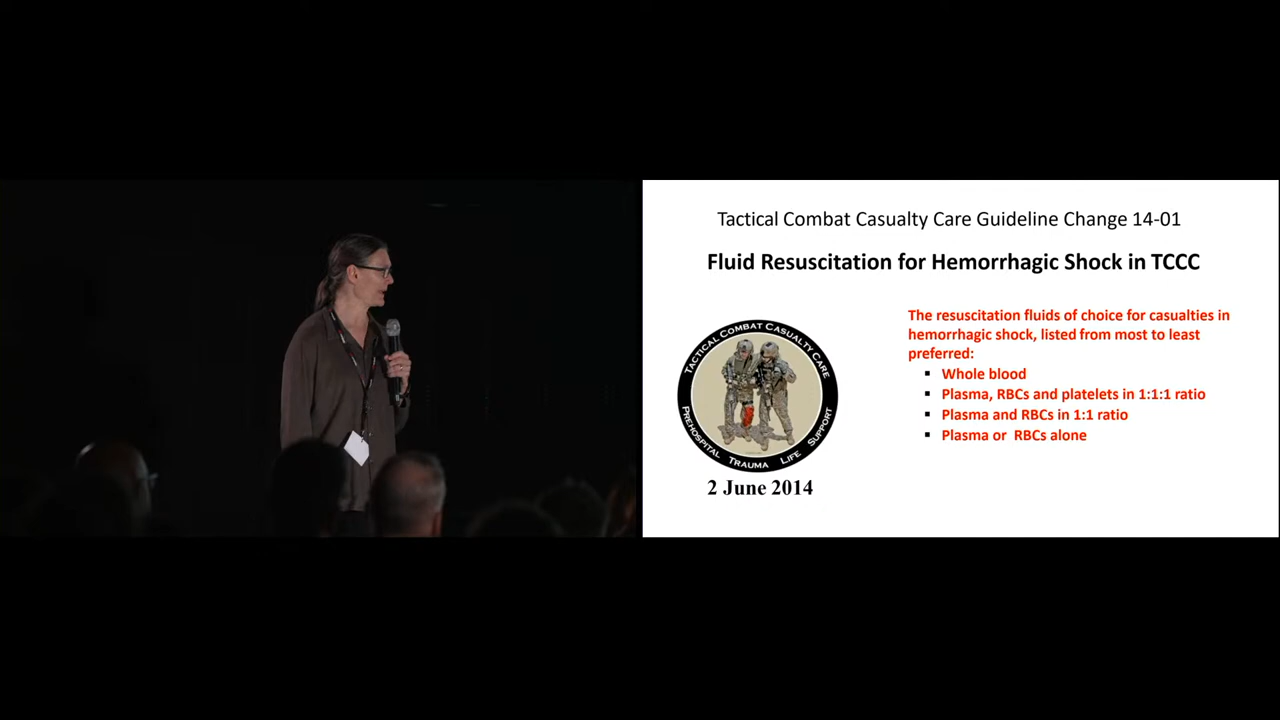 Tactical Combat Casualty Care Guideline Change 14-01
Fluid Resuscitation for Hemorrhagic Shock in TCCC
The resuscitation fluids of choice for casualties in
hemorrhagic shock, listed from most to least
preferred:
▪ Whole blood
▪ Plasma, RBCs and platelets in 1:1:1 ratio
▪ Plasma and RBCs in 1:1 ratio
▪ Plasma or RBCs alone
TACTICAL COMBAT CASUALTY CARE
PREHOSPITAL TRAUMA LIFE SUPPORT
2 June 2014